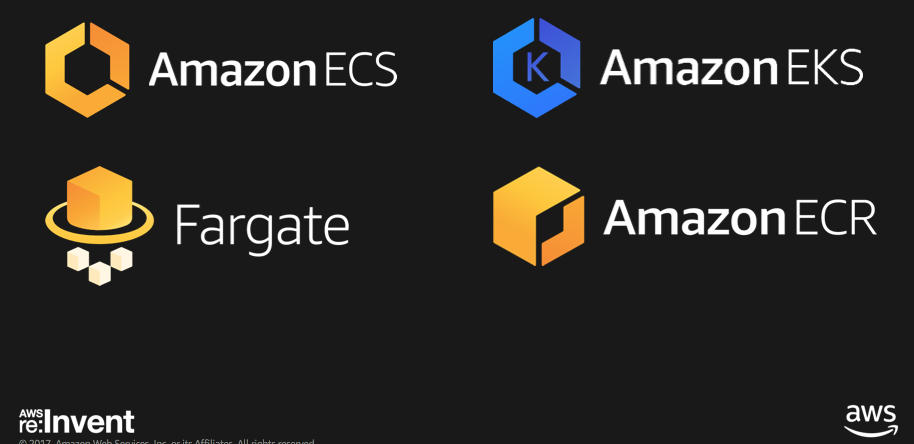 Amazon ECS
K
Amazon EKS
Fargate
Amazon ECR
AWS
re:Invent
aws
© 2017, Amazon Web Services, Inc. or its Affiliates. All rights reserved.